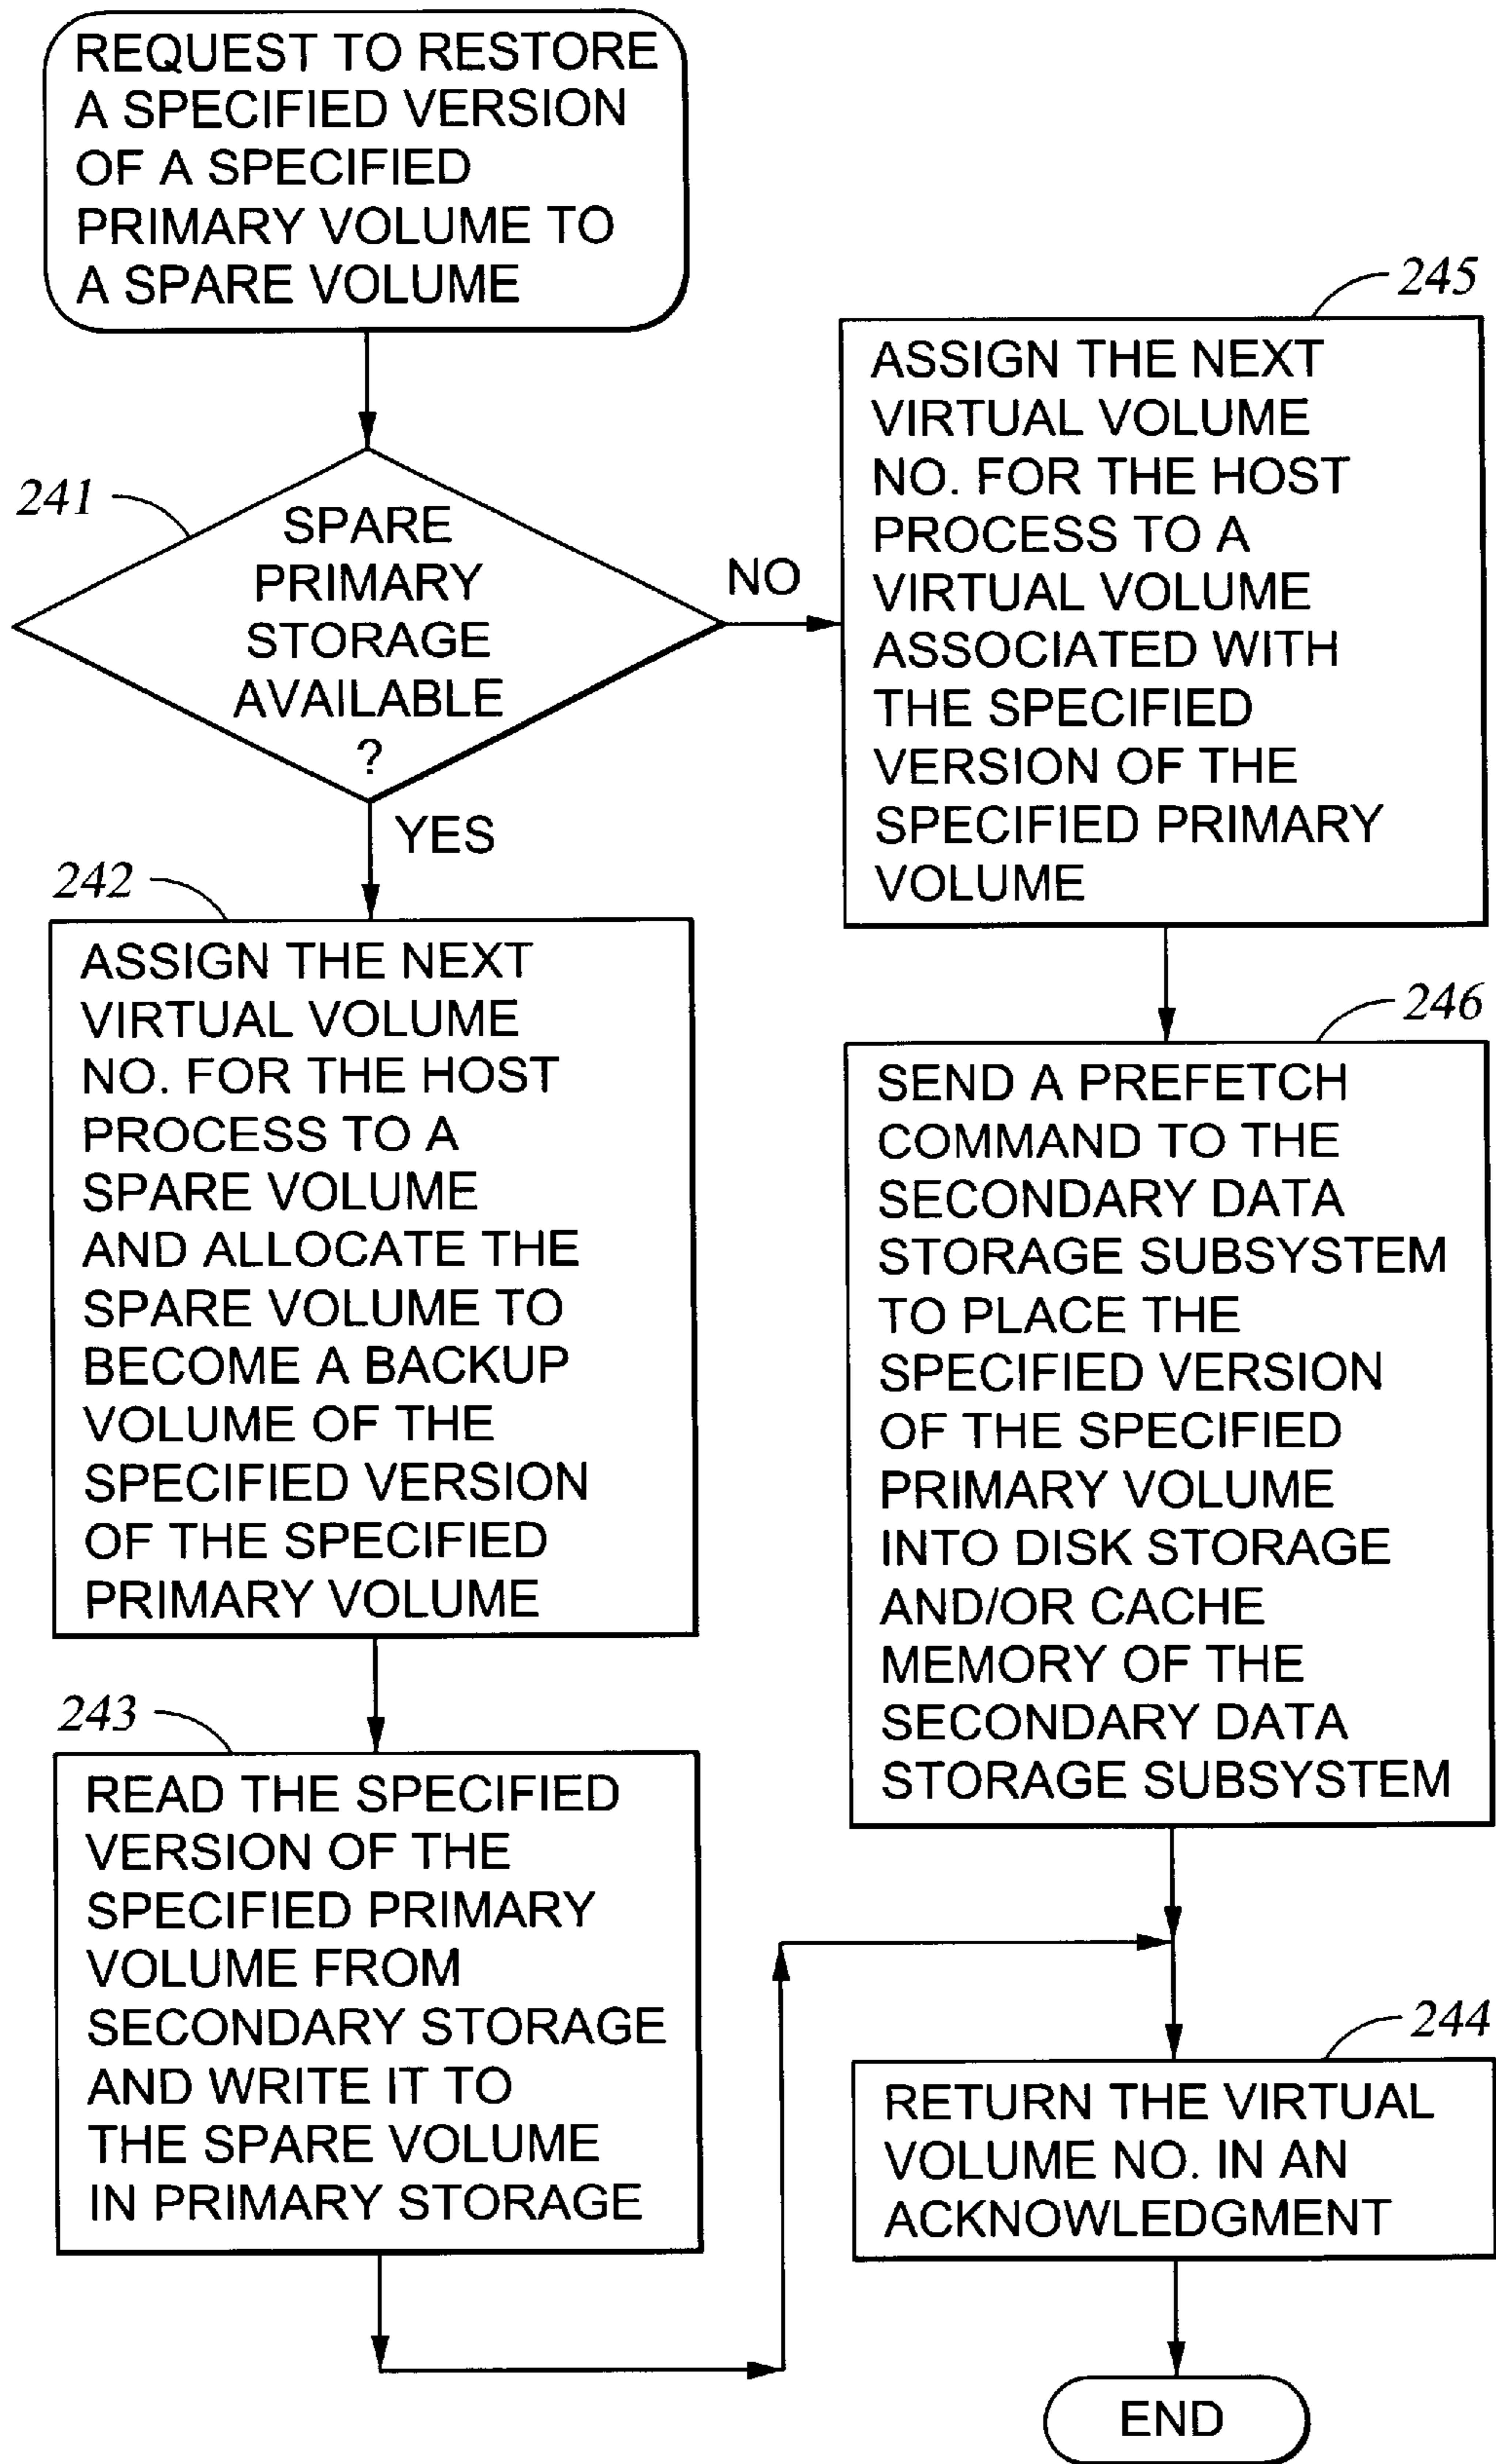 REQUEST TO RESTORE
A SPECIFIED VERSION
OF A SPECIFIED
PRIMARY VOLUME TO
A SPARE VOLUME
241
SPARE
PRIMARY
STORAGE
AVAILABLE
?
NO
YES
242
ASSIGN THE NEXT
VIRTUAL VOLUME
NO. FOR THE HOST
PROCESS TO A
SPARE VOLUME
AND ALLOCATE THE
SPARE VOLUME TO
BECOME A BACKUP
VOLUME OF THE
SPECIFIED VERSION
OF THE SPECIFIED
PRIMARY VOLUME
243
READ THE SPECIFIED
VERSION OF THE
SPECIFIED PRIMARY
VOLUME FROM
SECONDARY STORAGE
AND WRITE IT TO
THE SPARE VOLUME
IN PRIMARY STORAGE
245
ASSIGN THE NEXT
VIRTUAL VOLUME
NO. FOR THE HOST
PROCESS TO A
VIRTUAL VOLUME
ASSOCIATED WITH
THE SPECIFIED
VERSION OF THE
SPECIFIED PRIMARY
VOLUME
246
SEND A PREFETCH
COMMAND TO THE
SECONDARY DATA
STORAGE SUBSYSTEM
TO PLACE THE
SPECIFIED VERSION
OF THE SPECIFIED
PRIMARY VOLUME
INTO DISK STORAGE
AND/OR CACHE
MEMORY OF THE
SECONDARY DATA
STORAGE SUBSYSTEM
244
RETURN THE VIRTUAL
VOLUME NO. IN AN
ACKNOWLEDGMENT
END